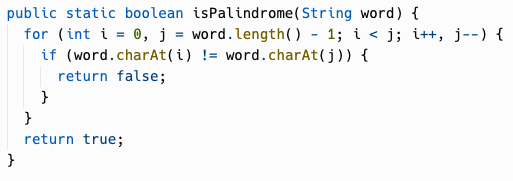 public static boolean isPalindrome(String word) {
  for (int i = 0, j = word.length() - 1; i < j; i++, j--) {
    if (word.charAt(i) != word.charAt(j)) {
      return false;
    }
  }
  return true;
}